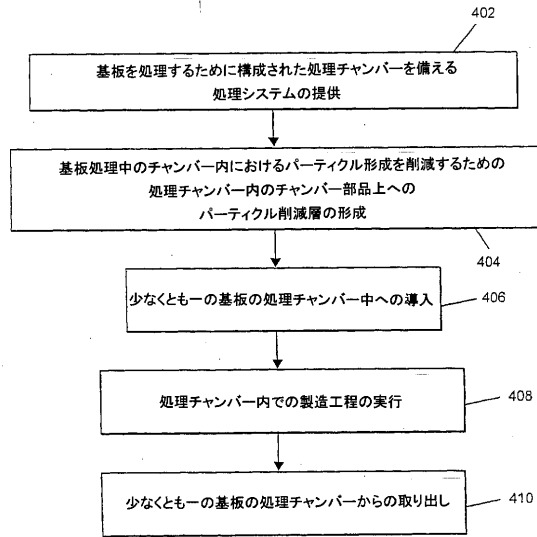 402
基板を処理するために構成された処理チャンバーを備える
処理システムの提供
基板処理中のチャンバー内におけるパーティクル形成を削減するための
処理チャンバー内のチャンバー部品上への
パーティクル削減層の形成
404
少なくとも一の基板の処理チャンバー中への導入
406
処理チャンバー内での製造工程の実行
408
少なくとも一の基板の処理チャンバーからの取り出し
410